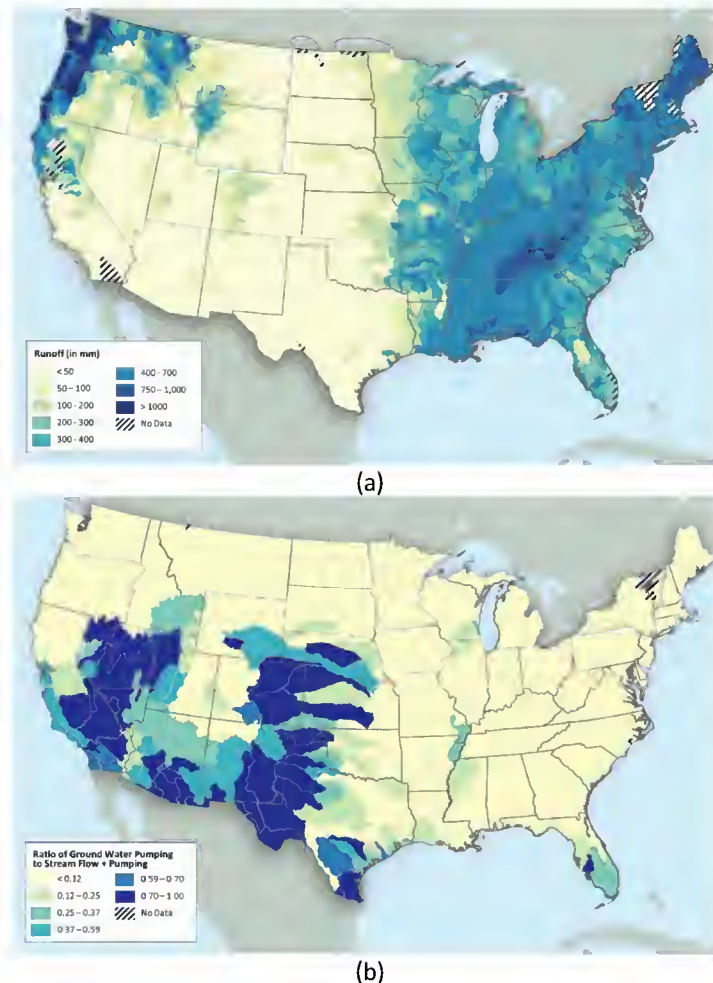 Runoff (in mm)
< 50
50 – 100
100 - 200
200 - 300
300 - 400
400 - 700
750 – 1,000
> 1000
No Data
(a)
Ratio of Ground Water Pumping
to Stream Flow + Pumping
< 0.12
0.12 – 0.25
0.25 – 0.37
0.37 – 0.59
0.59 – 0.70
0.70 – 1.00
No Data
(b)